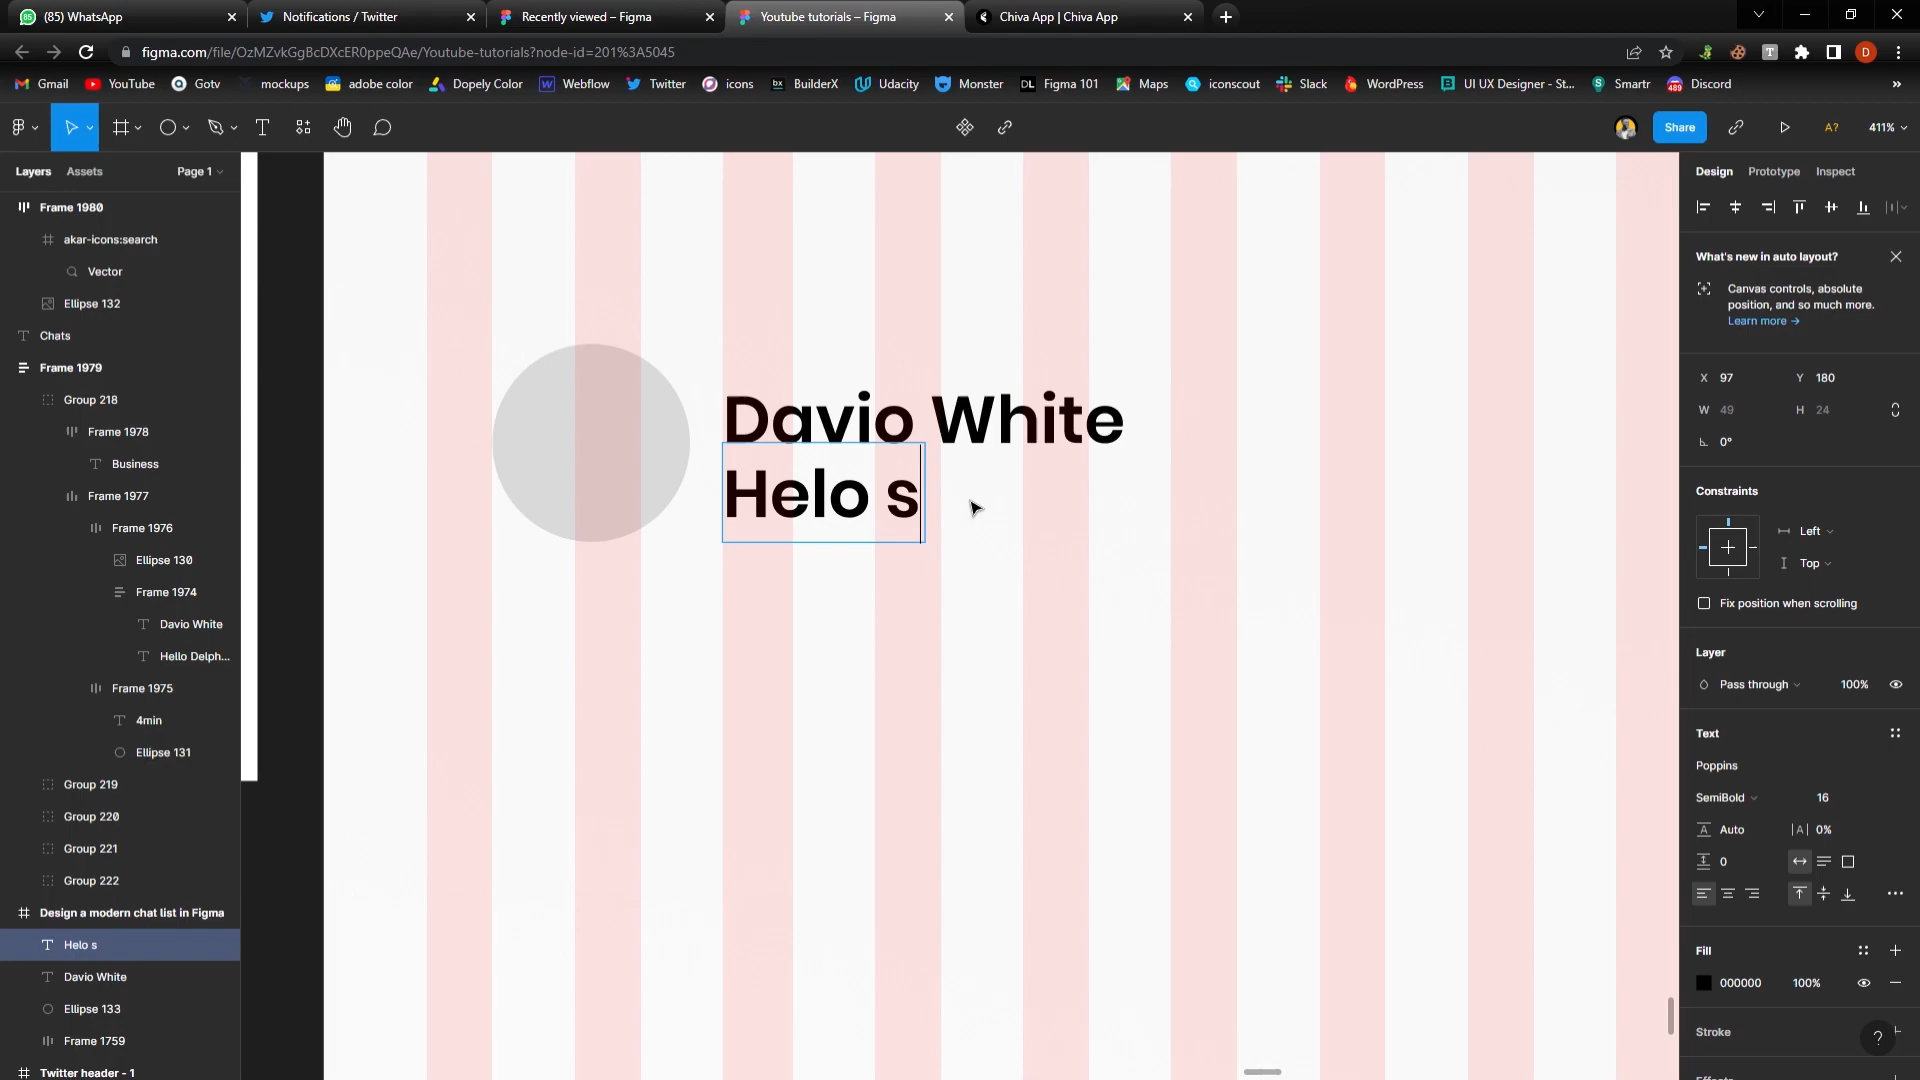 (85) WhatsApp
Notifications / Twitter
Recently viewed – Figma
Youtube tutorials – Figma
Chiva App | Chiva App
figma.com/file/OzMZvkGgBcDXcER0ppeQAe/Youtube-tutorials?node-id=201%3A5045
D
Gmail
YouTube
Gotv
mockups
adobe color
Dopely Color
Webflow
Twitter
icons
BuilderX
Udacity
Monster
DL Figma 101
Maps
iconscout
Slack
WordPress
UI UX Designer - St...
Smartr
489 Discord
Share
A?
411%
Layers
Assets
Page 1
Frame 1980
akar-icons:search
Vector
Ellipse 132
Chats
Frame 1979
Group 218
Frame 1978
Business
Frame 1977
Frame 1976
Ellipse 130
Frame 1974
Davio White
Hello Delph...
Frame 1975
4min
Ellipse 131
Group 219
Group 220
Group 221
Group 222
Design a modern chat list in Figma
Helo s
Davio White
Ellipse 133
Frame 1759
Twitter header - 1
Davio White
Helo s
Design
Prototype
Inspect
What's new in auto layout?
Canvas controls, absolute
position, and so much more.
Learn more →
X 97
Y 180
W 49
H 24
0°
Constraints
Left
Top
Fix position when scrolling
Layer
Pass through
100%
Text
Poppins
SemiBold
16
Auto
|A| 0%
0
Fill
000000
100%
Stroke
?